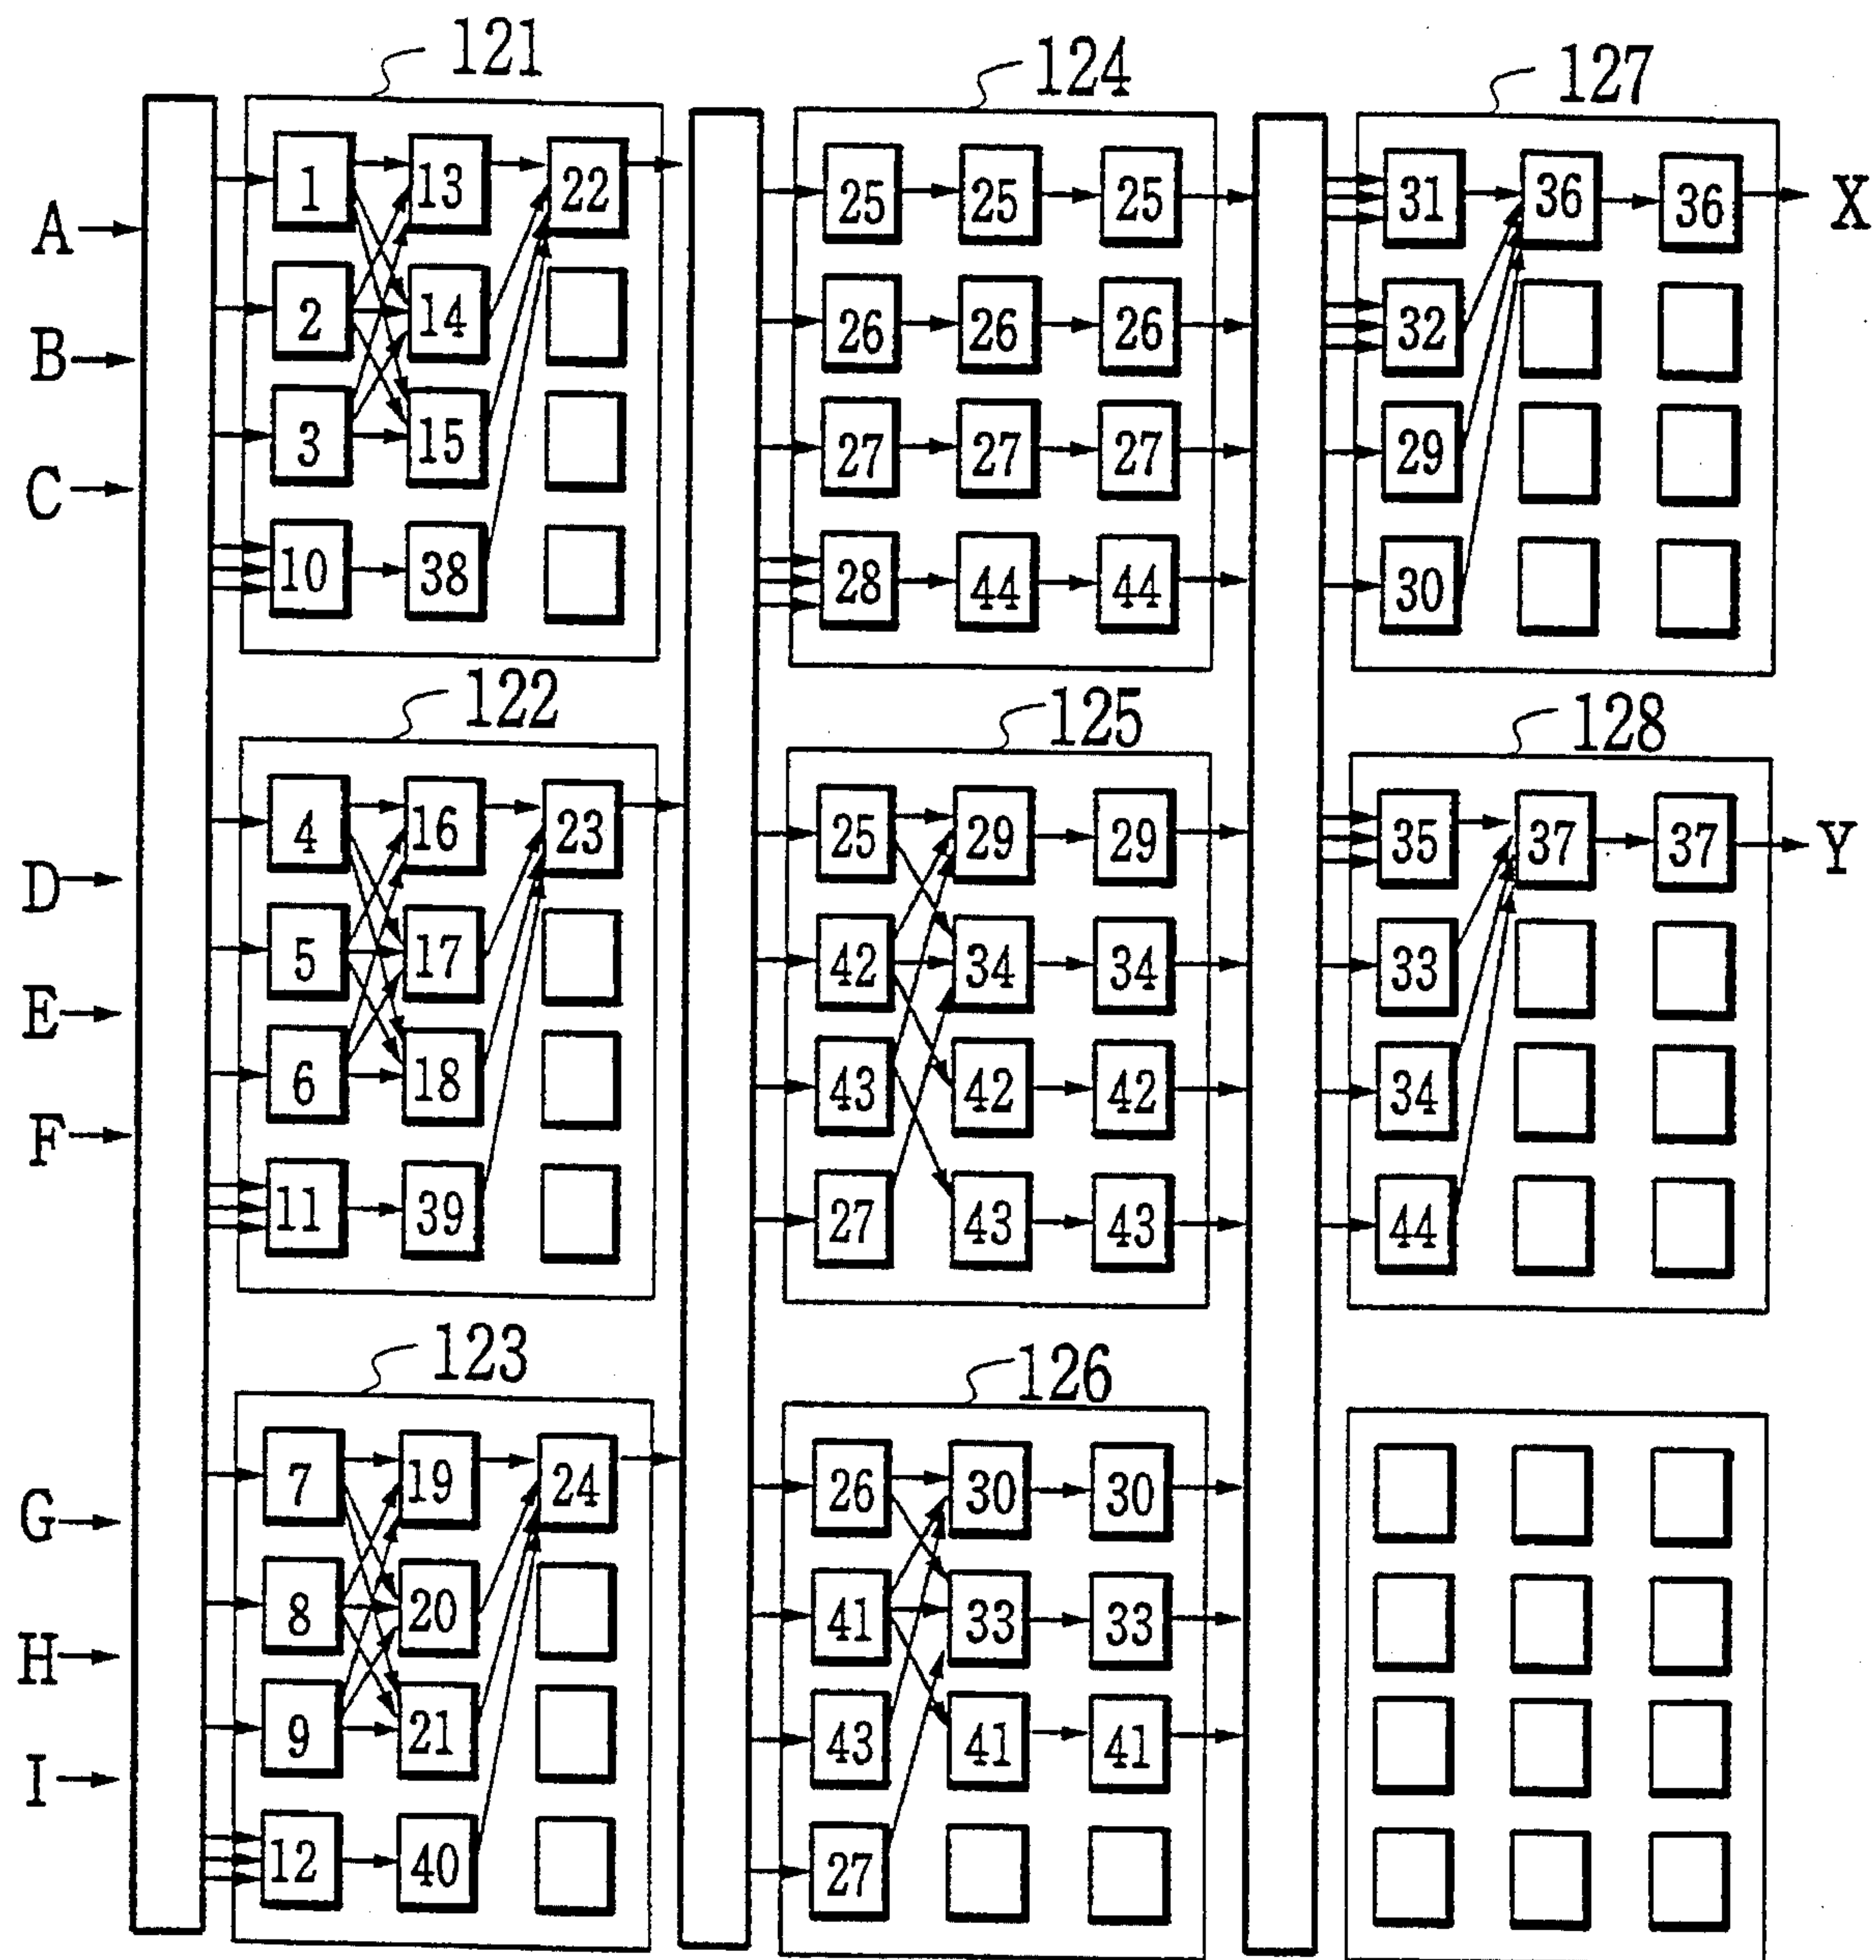 121 124 127
1 13 22 25 25 25 31 36 36 X
A
2 14 26 26 26 32
B
3 15 27 27 27 29
C
10 38 28 44 44 30
122 125 128
4 16 23 25 29 29 35 37 37 Y
D
5 17 42 34 34 33
E
6 18 43 42 42 34
F
11 39 27 43 43 44
123 126
7 19 24 26 30 30
G
8 20 41 33 33
H
9 21 43 41 41
I
12 40 27